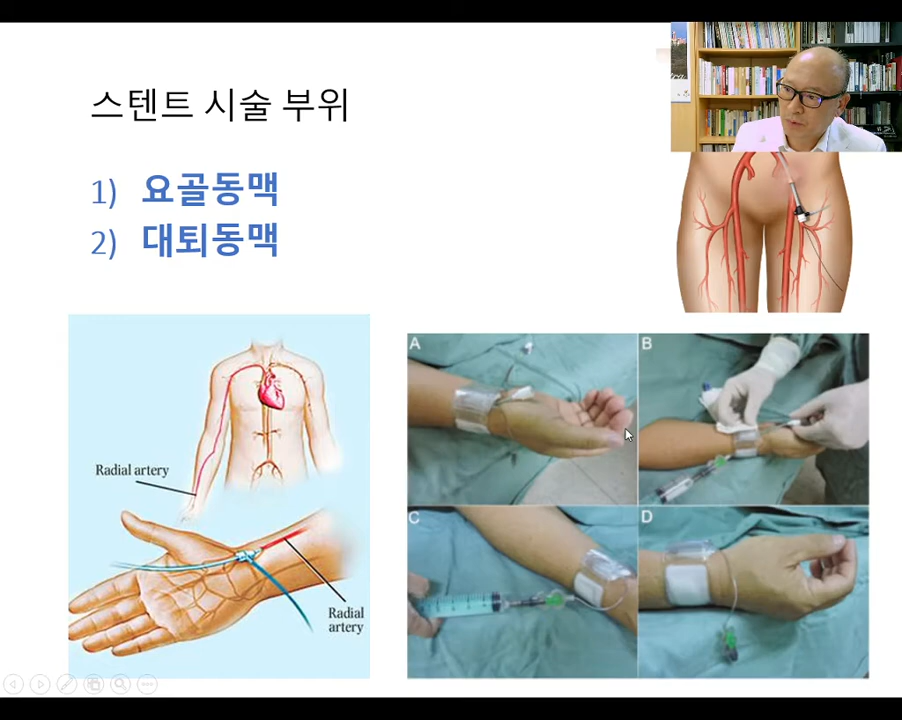 스텐트 시술 부위
1) 요골동맥
2) 대퇴동맥
Radial artery
Radial
artery
A
B
C
D